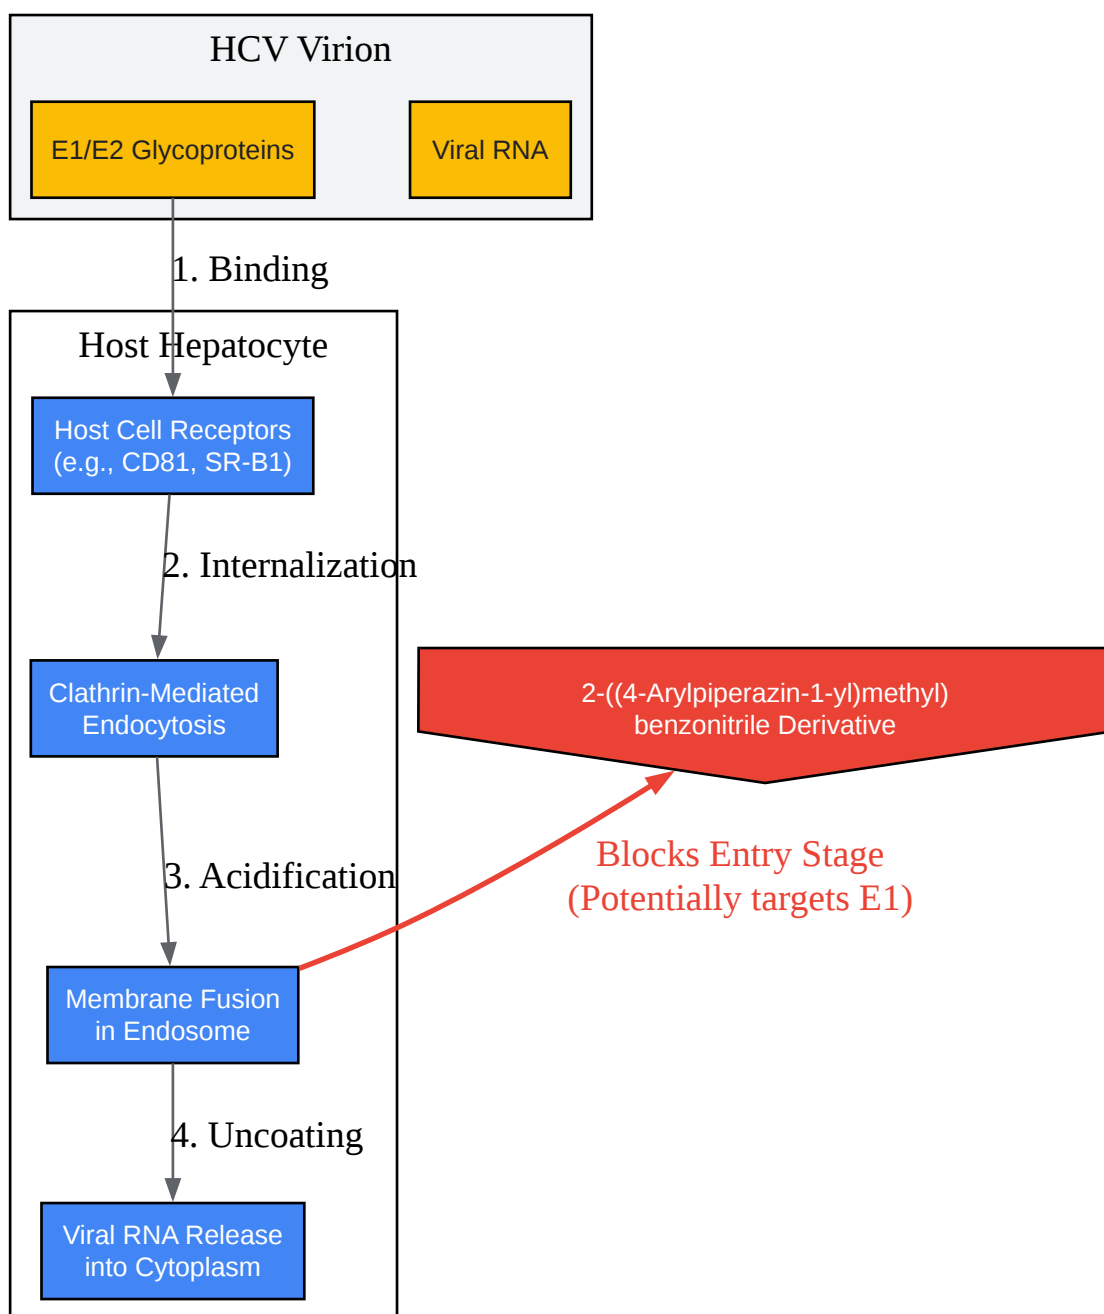 HCV Virion
E1/E2 Glycoproteins
Viral RNA
1. Binding
Host Hepatocyte
Host Cell Receptors
(e.g., CD81, SR-B1)
2. Internalization
Clathrin-Mediated
Endocytosis
2-((4-Arylpiperazin-1-yl)methyl)
benzonitrile Derivative
3. Acidification
Blocks Entry Stage
(Potentially targets E1)
Membrane Fusion
in Endosome
4. Uncoating
Viral RNA Release
into Cytoplasm